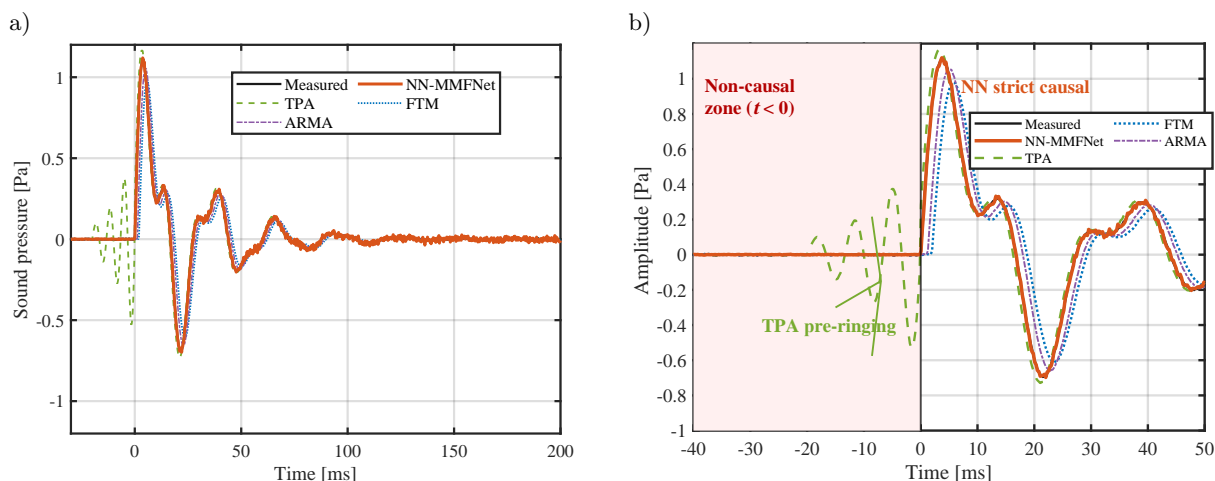 a)
Sound pressure [Pa]
1
0.5
0
-0.5
-1
Measured
NN-MMFNet
TPA
FTM
ARMA
0
50
100
150
200
Time [ms]
b)
Amplitude [Pa]
1
0.8
0.6
0.4
0.2
0
-0.2
-0.4
-0.6
-0.8
-1
Non-causal
zone (t < 0)
NN strict causal
Measured
FTM
NN-MMFNet
ARMA
TPA
TPA pre-ringing
-40
-30
-20
-10
0
10
20
30
40
50
Time [ms]